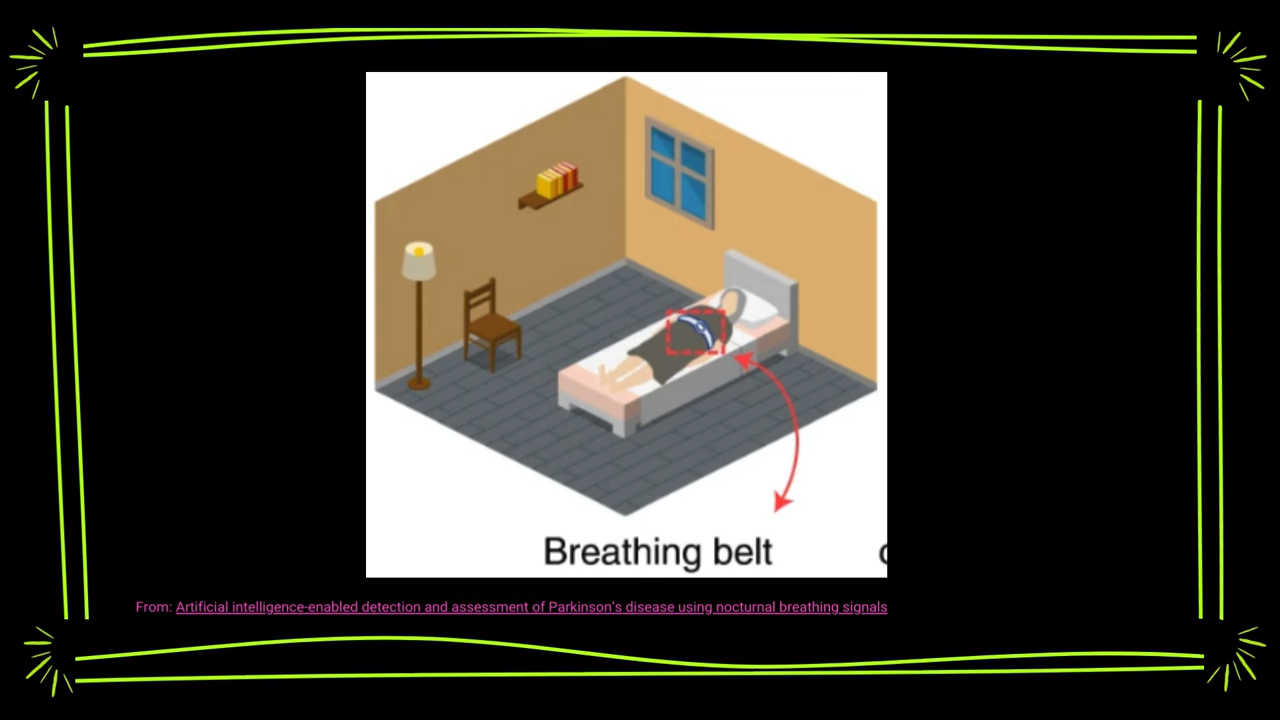 Breathing belt
From: Artificial intelligence-enabled detection and assessment of Parkinson's disease using nocturnal breathing signals